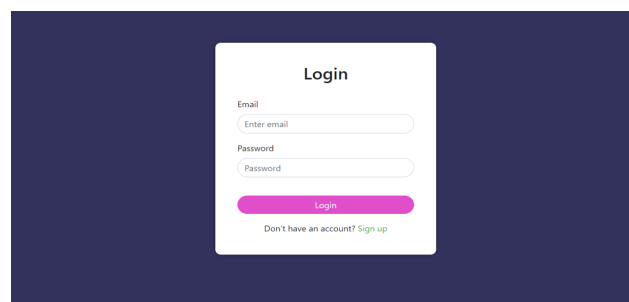 Login
Email
Enter email
Password
Password
Login
Don't have an account? Sign up